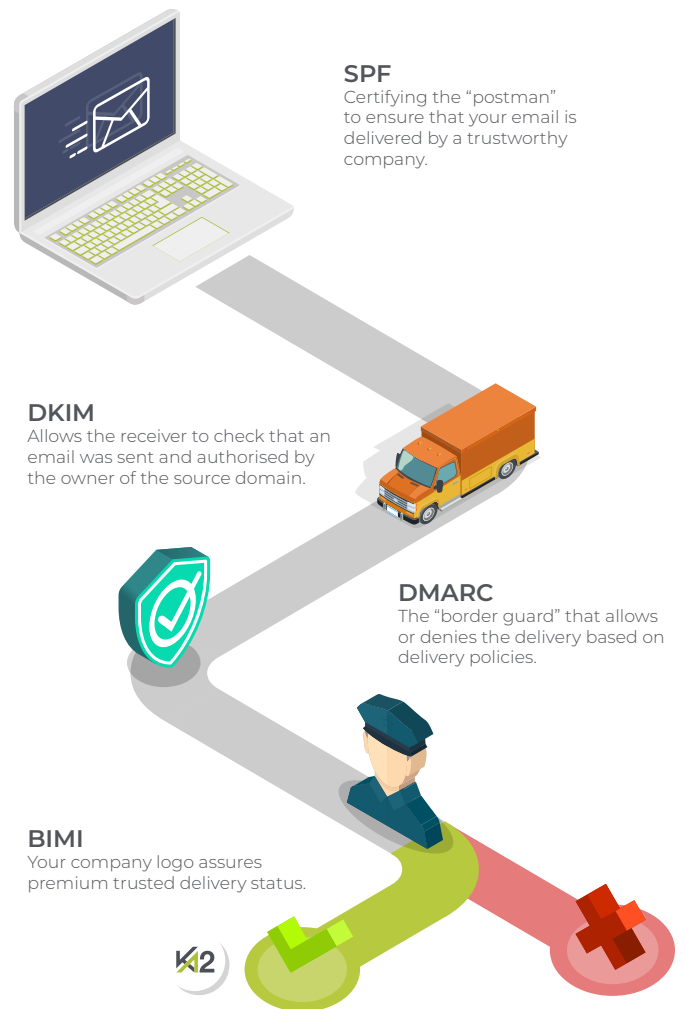 SPF
Certifying the “postman”
to ensure that your email is
delivered by a trustworthy
company.
DKIM
Allows the receiver to check that an
email was sent and authorised by
the owner of the source domain.
DMARC
The “border guard” that allows
or denies the delivery based on
delivery policies.
BIMI
Your company logo assures
premium trusted delivery status.
KA2